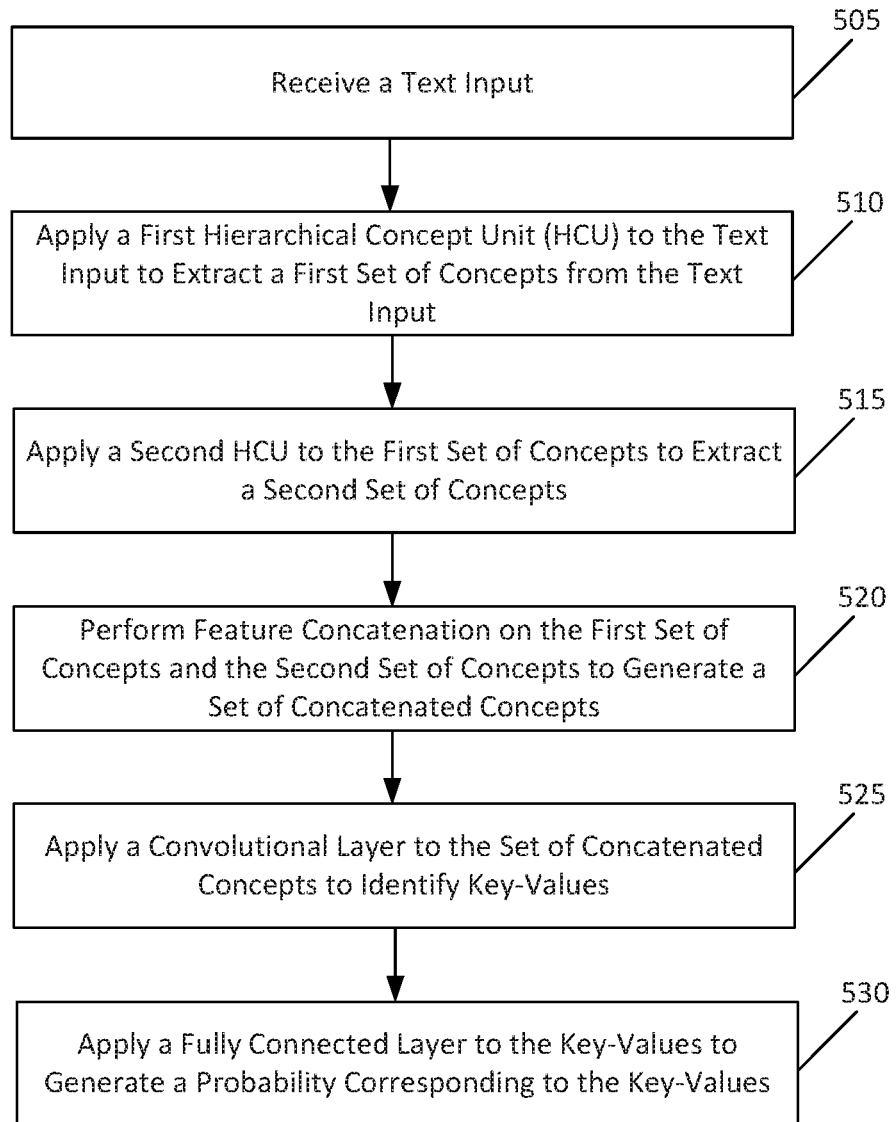 505
Receive a Text Input
510
Apply a First Hierarchical Concept Unit (HCU) to the Text
Input to Extract a First Set of Concepts from the Text
Input
515
Apply a Second HCU to the First Set of Concepts to Extract
a Second Set of Concepts
520
Perform Feature Concatenation on the First Set of
Concepts and the Second Set of Concepts to Generate a
Set of Concatenated Concepts
525
Apply a Convolutional Layer to the Set of Concatenated
Concepts to Identify Key-Values
530
Apply a Fully Connected Layer to the Key-Values to
Generate a Probability Corresponding to the Key-Values